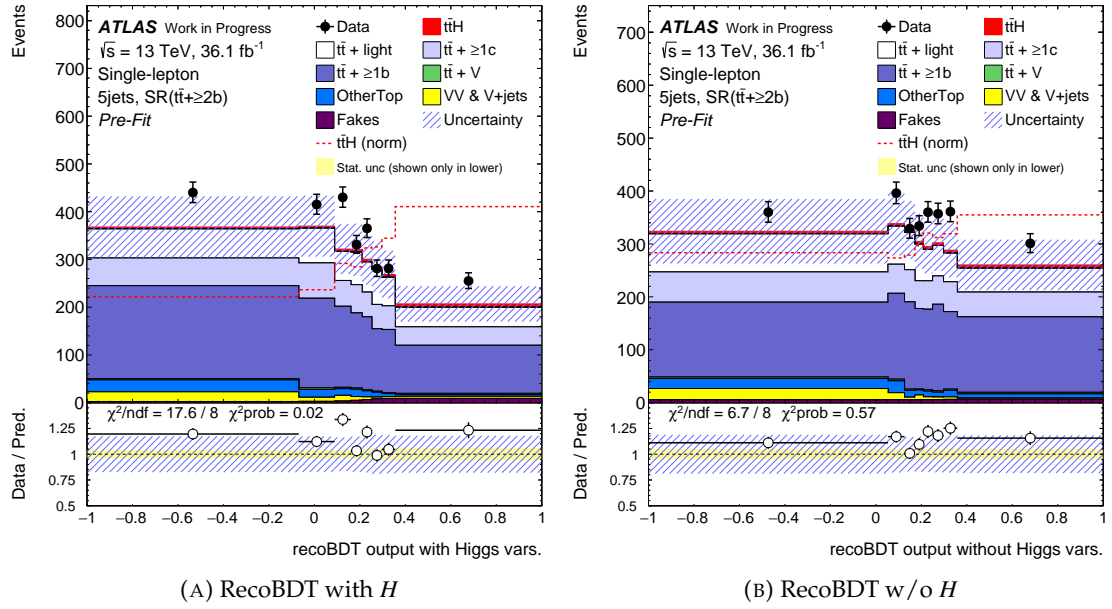 ATLAS Work in Progress
√s = 13 TeV, 36.1 fb⁻¹
Single-lepton
5jets, SR(tt̄+≥2b)
Pre-Fit
Data
tt̄H
tt̄ + light
tt̄ + ≥1c
tt̄ + ≥1b
tt̄ + V
OtherTop
VV & V+jets
Fakes
Uncertainty
tt̄H (norm)
Stat. unc (shown only in lower)
Events
800
700
600
500
400
300
200
100
0
χ²/ndf = 17.6 / 8 χ²prob = 0.02
Data / Pred.
1.25
1
0.75
0.5
−1 −0.8 −0.6 −0.4 −0.2 0 0.2 0.4 0.6 0.8 1
recoBDT output with Higgs vars.
(A) RecoBDT with H
ATLAS Work in Progress
√s = 13 TeV, 36.1 fb⁻¹
Single-lepton
5jets, SR(tt̄+≥2b)
Pre-Fit
Data
tt̄H
tt̄ + light
tt̄ + ≥1c
tt̄ + ≥1b
tt̄ + V
OtherTop
VV & V+jets
Fakes
Uncertainty
tt̄H (norm)
Stat. unc (shown only in lower)
Events
700
600
500
400
300
200
100
0
χ²/ndf = 6.7 / 8 χ²prob = 0.57
Data / Pred.
1.25
1
0.75
0.5
−1 −0.8 −0.6 −0.4 −0.2 0 0.2 0.4 0.6 0.8 1
recoBDT output without Higgs vars.
(B) RecoBDT w/o H